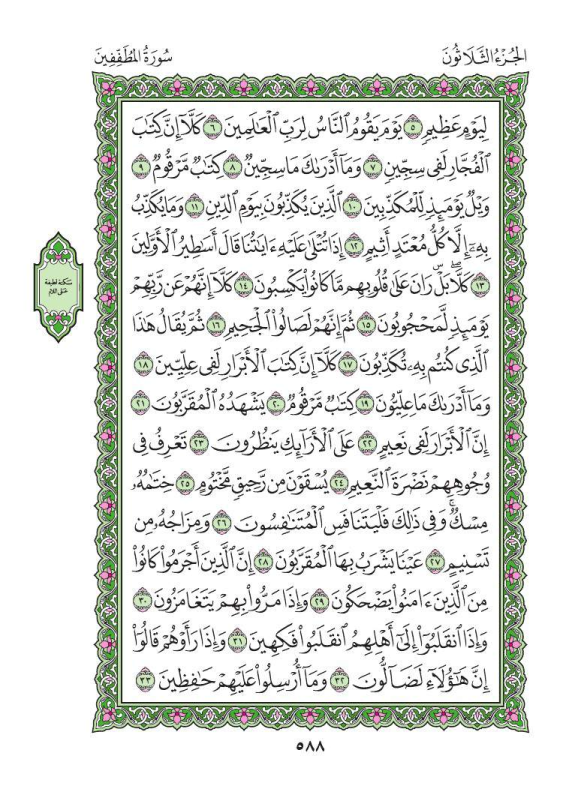 الجُزْءُ الثَّلَاثُونَ
سُورَةُ المُطَفِّفِينَ
لِيَوْمٍ عَظِيمٍ ٥ يَوْمَ يَقُومُ ٱلنَّاسُ لِرَبِّ ٱلْعَٰلَمِينَ ٦ كَلَّآ إِنَّ كِتَٰبَ
ٱلْفُجَّارِ لَفِى سِجِّينٍ ٧ وَمَآ أَدْرَىٰكَ مَا سِجِّينٌ ٨ كِتَٰبٌ مَّرْقُومٌ ٩
وَيْلٌ يَوْمَئِذٍ لِّلْمُكَذِّبِينَ ١٠ ٱلَّذِينَ يُكَذِّبُونَ بِيَوْمِ ٱلدِّينِ ١١ وَمَا يُكَذِّبُ
بِهِۦٓ إِلَّا كُلُّ مُعْتَدٍ أَثِيمٍ ١٢ إِذَا تُتْلَىٰ عَلَيْهِ ءَايَٰتُنَا قَالَ أَسَٰطِيرُ ٱلْأَوَّلِينَ
١٣ كَلَّا ۖ بَلْ ۜ رَانَ عَلَىٰ قُلُوبِهِم مَّا كَانُوا۟ يَكْسِبُونَ ١٤ كَلَّآ إِنَّهُمْ عَن رَّبِّهِمْ
يَوْمَئِذٍ لَّمَحْجُوبُونَ ١٥ ثُمَّ إِنَّهُمْ لَصَالُوا۟ ٱلْجَحِيمِ ١٦ ثُمَّ يُقَالُ هَٰذَا
ٱلَّذِى كُنتُم بِهِۦ تُكَذِّبُونَ ١٧ كَلَّآ إِنَّ كِتَٰبَ ٱلْأَبْرَارِ لَفِى عِلِّيِّينَ ١٨
وَمَآ أَدْرَىٰكَ مَا عِلِّيُّونَ ١٩ كِتَٰبٌ مَّرْقُومٌ ٢٠ يَشْهَدُهُ ٱلْمُقَرَّبُونَ ٢١
إِنَّ ٱلْأَبْرَارَ لَفِى نَعِيمٍ ٢٢ عَلَى ٱلْأَرَآئِكِ يَنظُرُونَ ٢٣ تَعْرِفُ فِى
وُجُوهِهِمْ نَضْرَةَ ٱلنَّعِيمِ ٢٤ يُسْقَوْنَ مِن رَّحِيقٍ مَّخْتُومٍ ٢٥ خِتَٰمُهُۥ
مِسْكٌ ۚ وَفِى ذَٰلِكَ فَلْيَتَنَافَسِ ٱلْمُتَنَٰفِسُونَ ٢٦ وَمِزَاجُهُۥ مِن
تَسْنِيمٍ ٢٧ عَيْنًا يَشْرَبُ بِهَا ٱلْمُقَرَّبُونَ ٢٨ إِنَّ ٱلَّذِينَ أَجْرَمُوا۟ كَانُوا۟
مِنَ ٱلَّذِينَ ءَامَنُوا۟ يَضْحَكُونَ ٢٩ وَإِذَا مَرُّوا۟ بِهِمْ يَتَغَامَزُونَ ٣٠
وَإِذَا ٱنقَلَبُوٓا۟ إِلَىٰٓ أَهْلِهِمُ ٱنقَلَبُوا۟ فَكِهِينَ ٣١ وَإِذَا رَأَوْهُمْ قَالُوٓا۟
إِنَّ هَٰٓؤُلَآءِ لَضَآلُّونَ ٣٢ وَمَآ أُرْسِلُوا۟ عَلَيْهِمْ حَٰفِظِينَ ٣٣
سكتة لطيفة
على اللام
٥٨٨